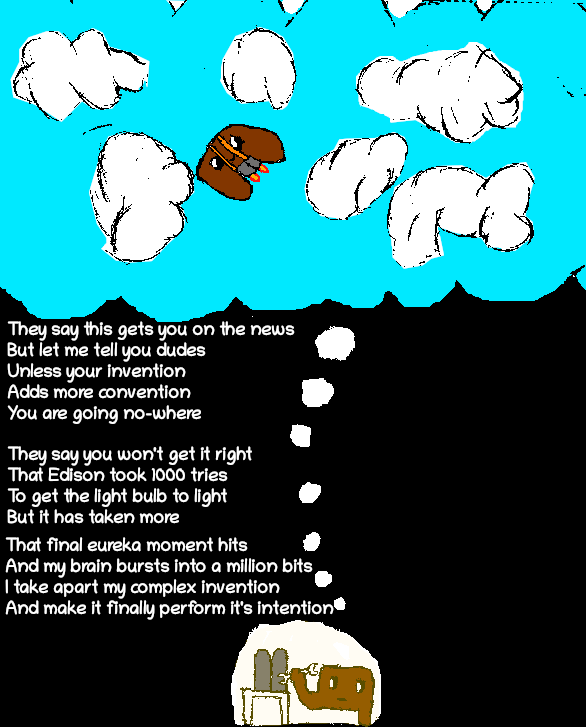 They say this gets you on the news
But let me tell you dudes
Unless your invention
Adds more convention
You are going no-where
They say you won't get it right
That Edison took 1000 tries
To get the light bulb to light
But it has taken more
That final eureka moment hits
And my brain bursts into a million bits
I take apart my complex invention
And make it finally perform it's intention